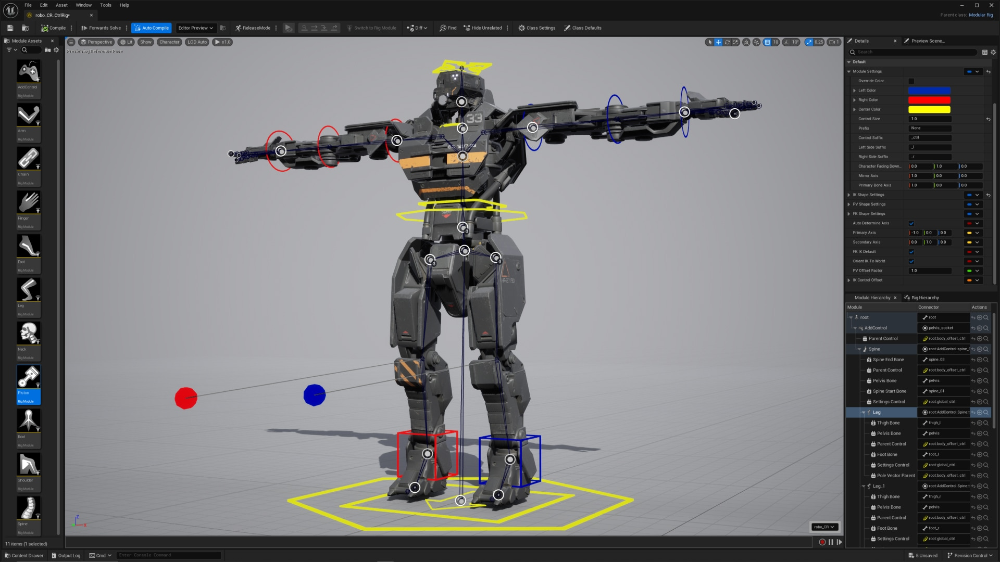 File Edit Asset Window Tools Help
robo_CR_CtrlRig*
Parent class: Modular Rig
Compile Forwards Solve Auto Compile Editor Preview ReleaseMode Switch to Rig Module Diff Find Hide Unrelated Class Settings Class Defaults
Module Assets
Perspective Lit Show Character LOD Auto x1.0
10 10° 0.25 1
Previewing Reference Pose
AddControl
Rig Module
Arm
Rig Module
Chain
Rig Module
Finger
Rig Module
Foot
Rig Module
Leg
Rig Module
Neck
Rig Module
Piston
Rig Module
Root
Rig Module
Shoulder
Rig Module
Spine
Rig Module
11 items (1 selected)
33
3
3
3
Z
X
robo_CR
Details Preview Scene...
Search
Default
Module Settings
Override Color
Left Color
Right Color
Center Color
Control Size 1.0
Prefix None
Control Suffix _ctrl
Left Side Suffix _l
Right Side Suffix _r
Character Facing Down... 0.0 1.0 0.0
Mirror Axis 1.0 0.0 0.0
Primary Bone Axis 1.0 0.0 0.0
IK Shape Settings
PV Shape Settings
FK Shape Settings
Auto Determine Axis
Primary Axis -1.0 0.0 0.0
Secondary Axis 0.0 1.0 0.0
FK IK Default
Orient IK To World
PV Offset Factor 1.0
IK Control Offset
Module Hierarchy Rig Hierarchy
Module Connector Actions
root root
AddControl pelvis_socket
Parent Control root:body_offset_ctrl
Spine root:AddControl:spine_
Spine End Bone spine_03
Parent Control root:body_offset_ctrl
Pelvis Bone pelvis
Spine Start Bone spine_01
Settings Control root:global_ctrl
Leg root:AddControl:Spine:
Thigh Bone thigh_l
Pelvis Bone pelvis
Parent Control root:body_offset_ctrl
Foot Bone foot_l
Settings Control root:global_ctrl
Pole Vector Parent root:body_offset_ctrl
Leg_1 root:AddControl:Spine:
Thigh Bone thigh_r
Pelvis Bone pelvis
Parent Control root:body_offset_ctrl
Foot Bone foot_r
Settings Control root:global_ctrl
Content Drawer Output Log Cmd Enter Console Command
5 Unsaved Revision Control